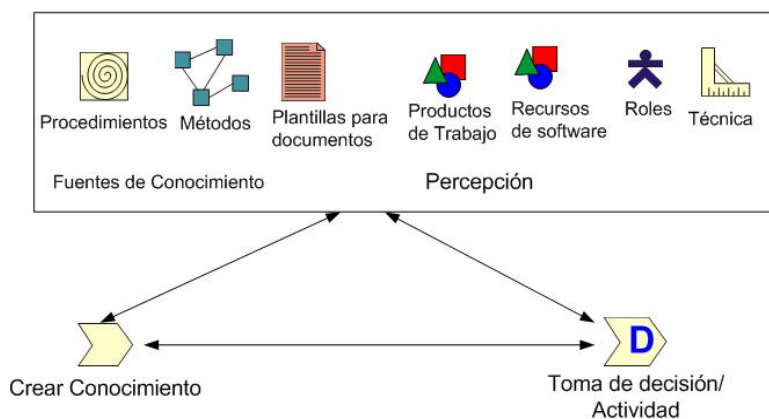 Procedimientos
Métodos
Plantillas para
documentos
Productos
de Trabajo
Recursos
de software
Roles
Técnica
Fuentes de Conocimiento
Percepción
Crear Conocimiento
D
Toma de decisión/
Actividad